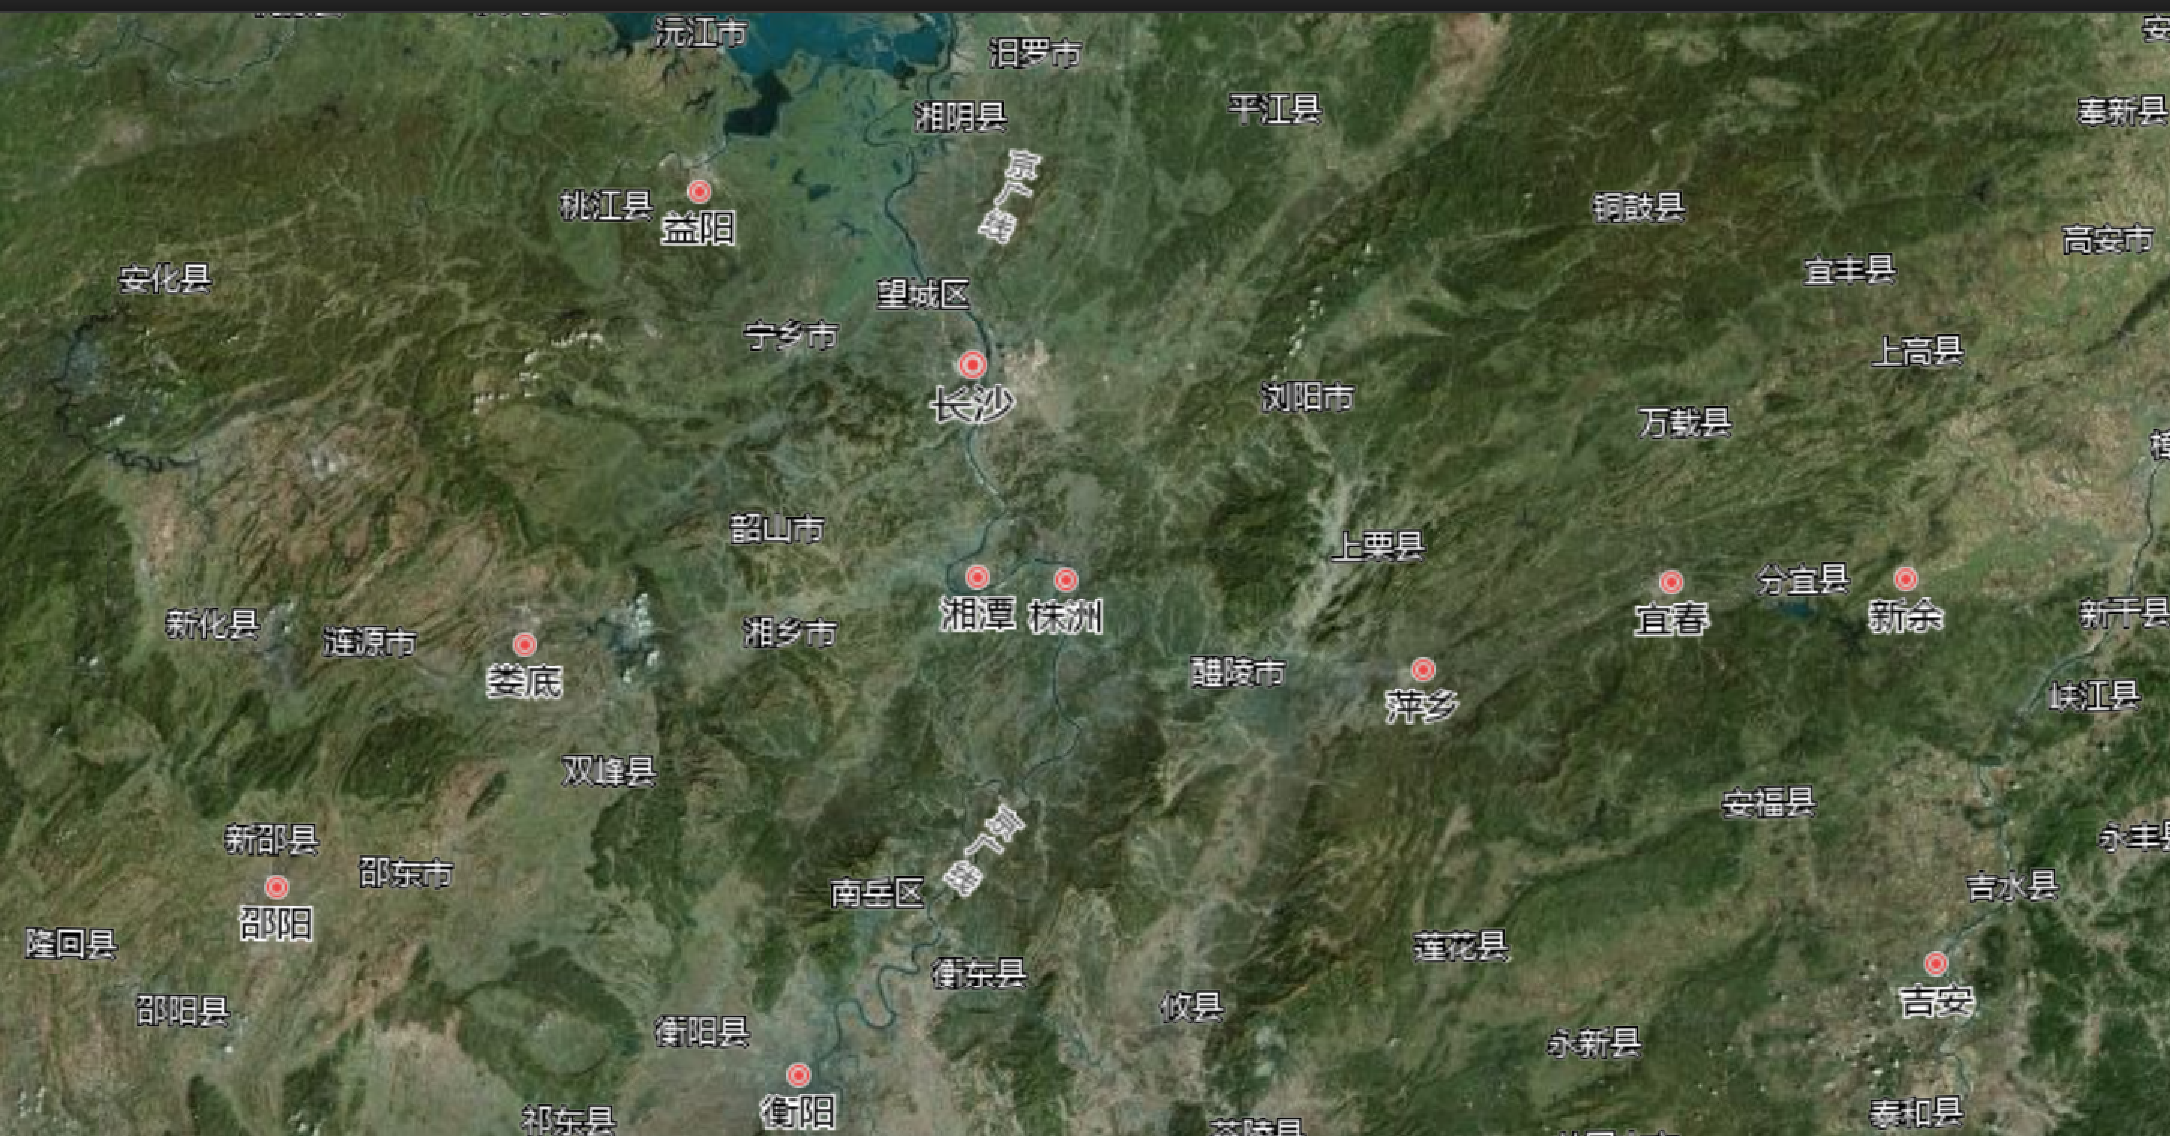 沅江市
汨罗市
湘阴县
平江县
奉新县
京广线
桃江县
益阳
铜鼓县
高安市
安化县
望城区
宜丰县
宁乡市
上高县
长沙
浏阳市
万载县
韶山市
上栗县
湘潭
株洲
宜春
分宜县
新余
新干县
新化县
涟源市
娄底
湘乡市
醴陵市
萍乡
峡江县
双峰县
安福县
新邵县
邵东市
京广线
永丰县
南岳区
吉水县
邵阳
隆回县
衡东县
莲花县
吉安
邵阳县
攸县
衡阳县
永新县
衡阳
祁东县
泰和县
茶陵县